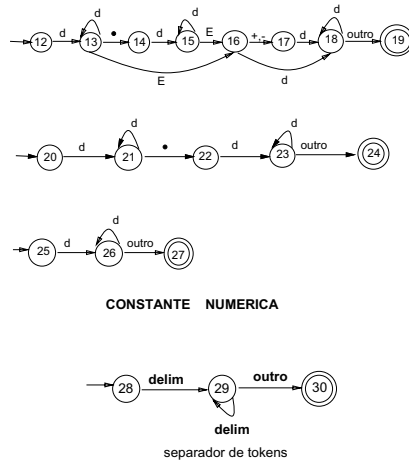 d d d d
12 d 13 • 14 d 15 E 16 +,- 17 d 18 outro 19
E d
d d
20 d 21 • 22 d 23 outro 24
d
25 d 26 outro 27
CONSTANTE NUMERICA
28 delim 29 outro 30
delim
separador de tokens